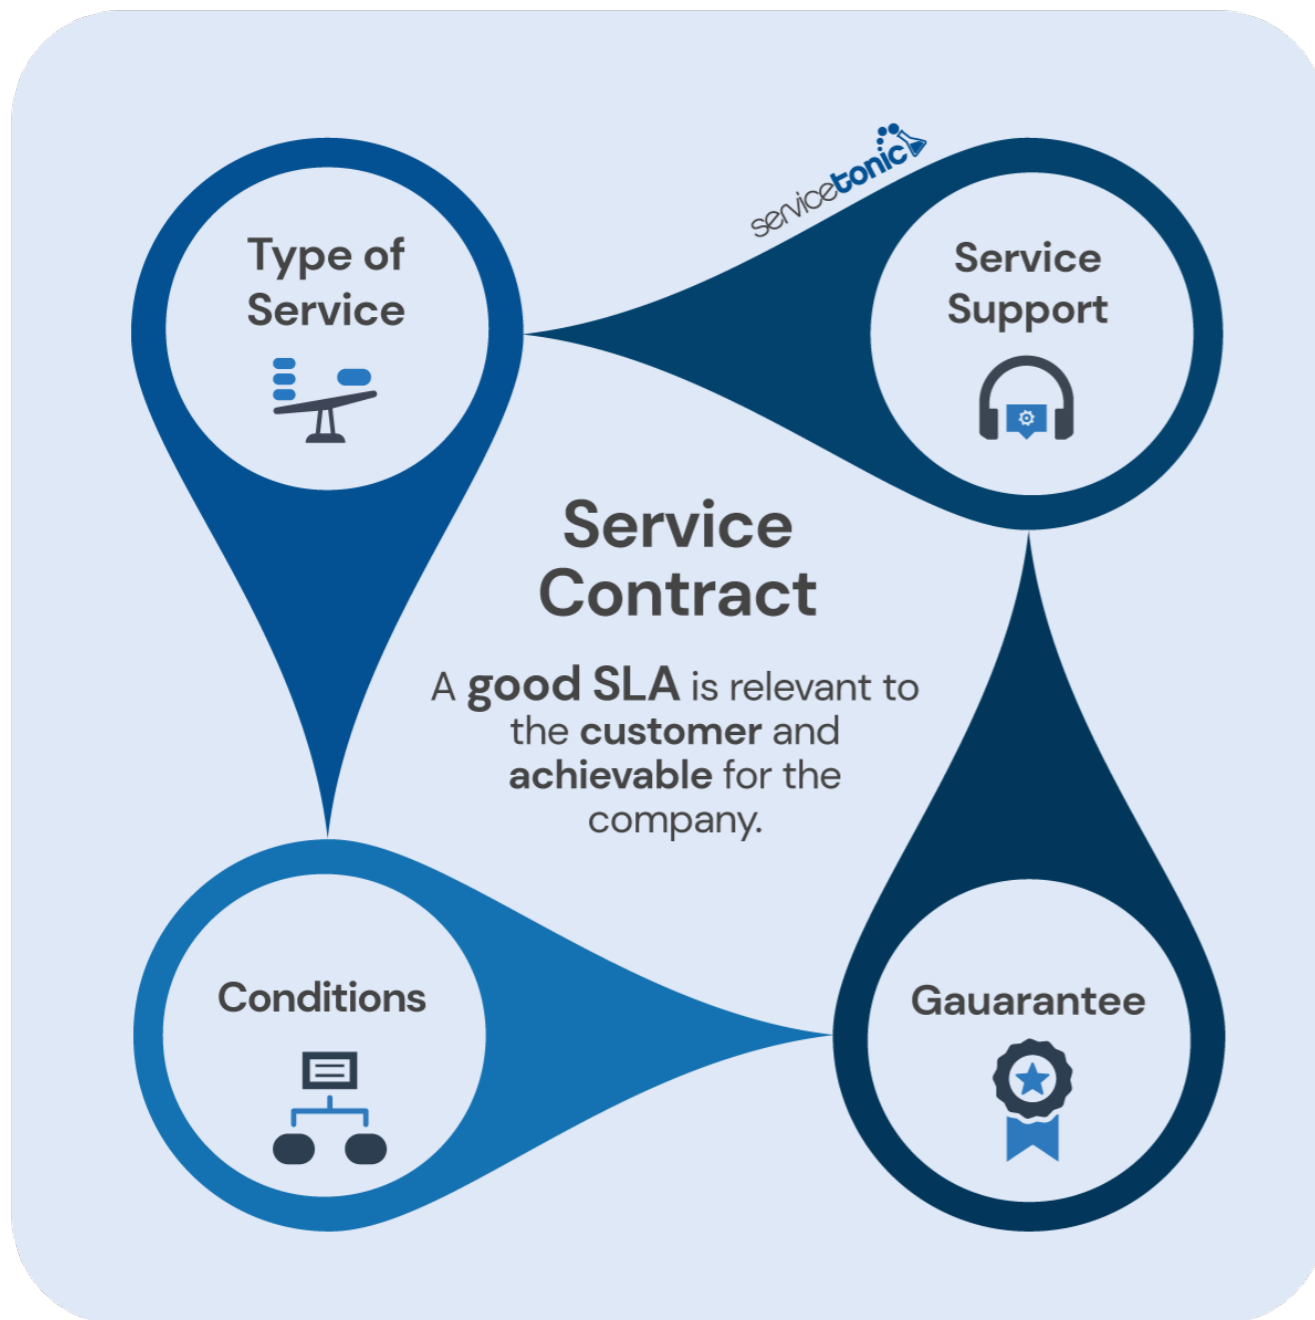 servicetonic
Type of
Service
Service
Support
Service
Contract
A good SLA is relevant to
the customer and
achievable for the
company.
Conditions
Gauarantee